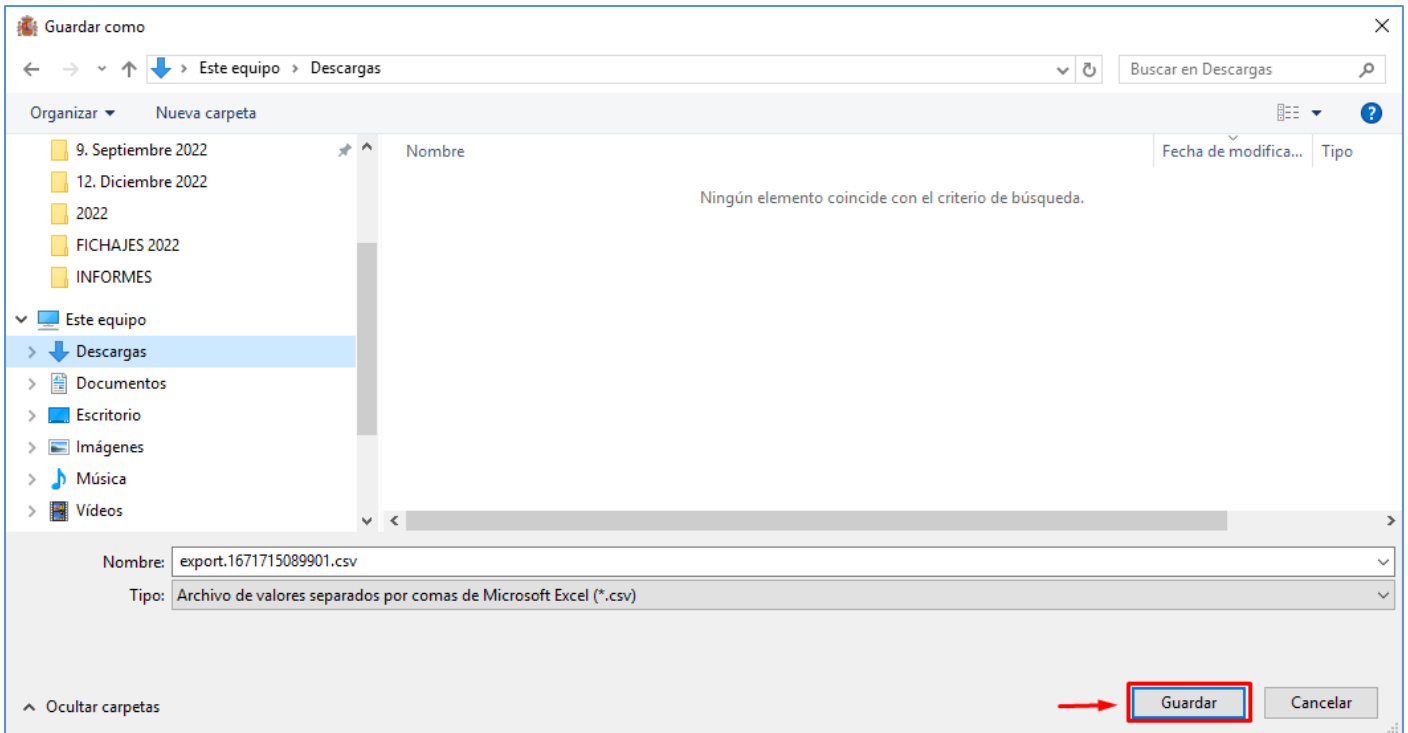 Guardar como
Este equipo > Descargas
Buscar en Descargas
Organizar
Nueva carpeta
9. Septiembre 2022
12. Diciembre 2022
2022
FICHAJES 2022
INFORMES
Este equipo
Descargas
Documentos
Escritorio
Imágenes
Música
Vídeos
Nombre
Fecha de modifica...
Tipo
Ningún elemento coincide con el criterio de búsqueda.
Nombre: export.1671715089901.csv
Tipo: Archivo de valores separados por comas de Microsoft Excel (*.csv)
Ocultar carpetas
Guardar
Cancelar